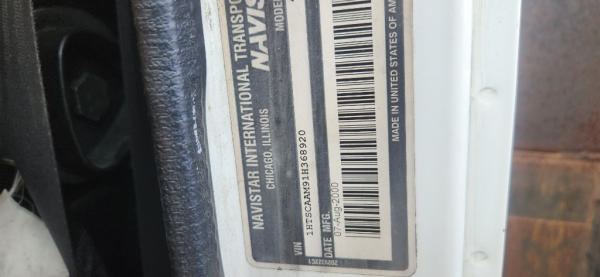 NAVISTAR INTERNATIONAL TRANSPO
CHICAGO, ILLINOIS
NAVIS
MODE
VIN
1HTSCAAM91H368920
DATE MFG.
07-Aug-2000
MADE IN UNITED STATES OF AM